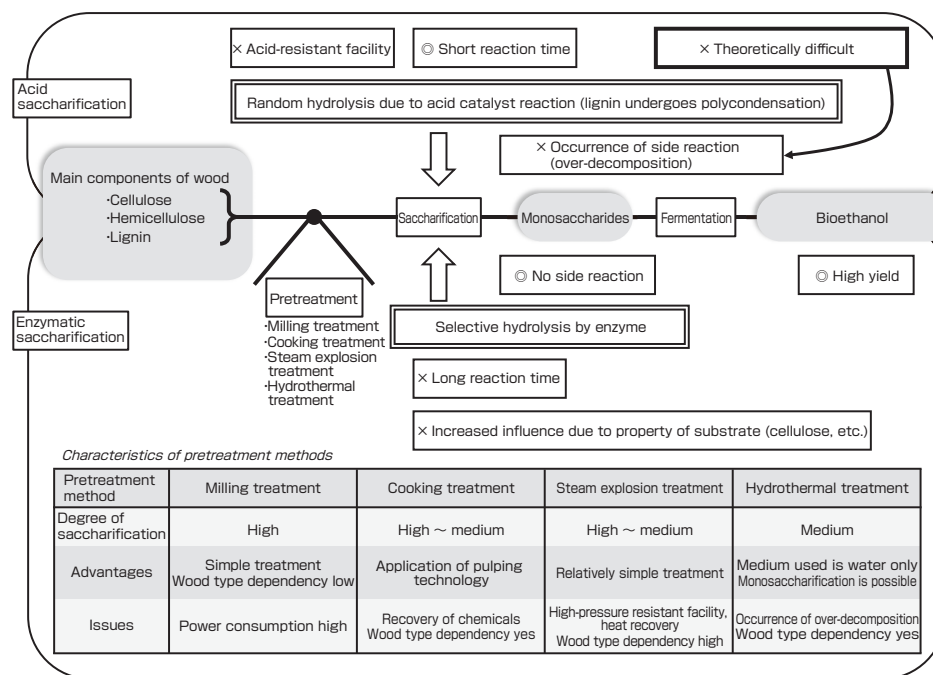 × Acid-resistant facility
◎ Short reaction time
× Theoretically difficult
Acid
saccharification
Random hydrolysis due to acid catalyst reaction (lignin undergoes polycondensation)
× Occurrence of side reaction
(over-decomposition)
Main components of wood
·Cellulose
·Hemicellulose
·Lignin
Saccharification
Monosaccharides
Fermentation
Bioethanol
◎ No side reaction
◎ High yield
Pretreatment
·Milling treatment
·Cooking treatment
·Steam explosion
treatment
·Hydrothermal
treatment
Enzymatic
saccharification
Selective hydrolysis by enzyme
× Long reaction time
× Increased influence due to property of substrate (cellulose, etc.)
Characteristics of pretreatment methods
Pretreatment
method
Milling treatment
Cooking treatment
Steam explosion treatment
Hydrothermal treatment
Degree of
saccharification
High
High ~ medium
High ~ medium
Medium
Advantages
Simple treatment
Wood type dependency low
Application of pulping
technology
Relatively simple treatment
Medium used is water only
Monosaccharification is possible
Issues
Power consumption high
Recovery of chemicals
Wood type dependency yes
High-pressure resistant facility,
heat recovery
Wood type dependency high
Occurrence of over-decomposition
Wood type dependency yes